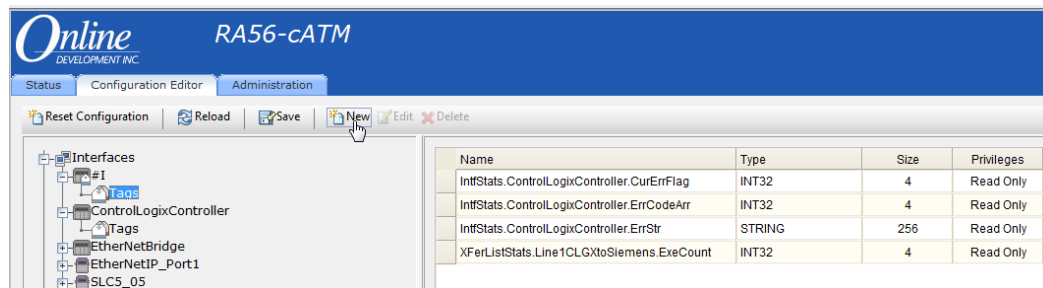 Online
DEVELOPMENT INC.
RA56-cATM
Status Configuration Editor Administration
Reset Configuration Reload Save New Edit Delete
Interfaces
#I
Tags
ControlLogixController
Tags
EtherNetBridge
EtherNetIP_Port1
SLC5_05
Name Type Size Privileges
IntfStats.ControlLogixController.CurErrFlag INT32 4 Read Only
IntfStats.ControlLogixController.ErrCodeArr INT32 4 Read Only
IntfStats.ControlLogixController.ErrStr STRING 256 Read Only
XFerListStats.Line1CLGXtoSiemens.ExeCount INT32 4 Read Only